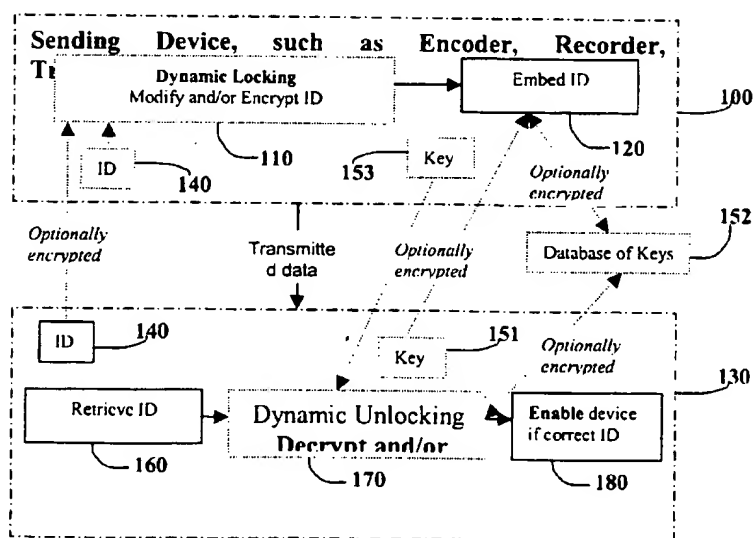 Sending Device, such as Encoder, Recorder,
Dynamic Locking
Modify and/or Encrypt ID
Embed ID
100
110
120
ID
140
153
Key
Optionally
encrypted
Optionally
encrypted
Transmitte
d data
Optionally
encrypted
Database of Keys
152
ID
140
Key
151
Optionally
encrypted
130
Retrieve ID
Dynamic Unlocking
Decrypt and/or
Enable device
if correct ID
160
170
180